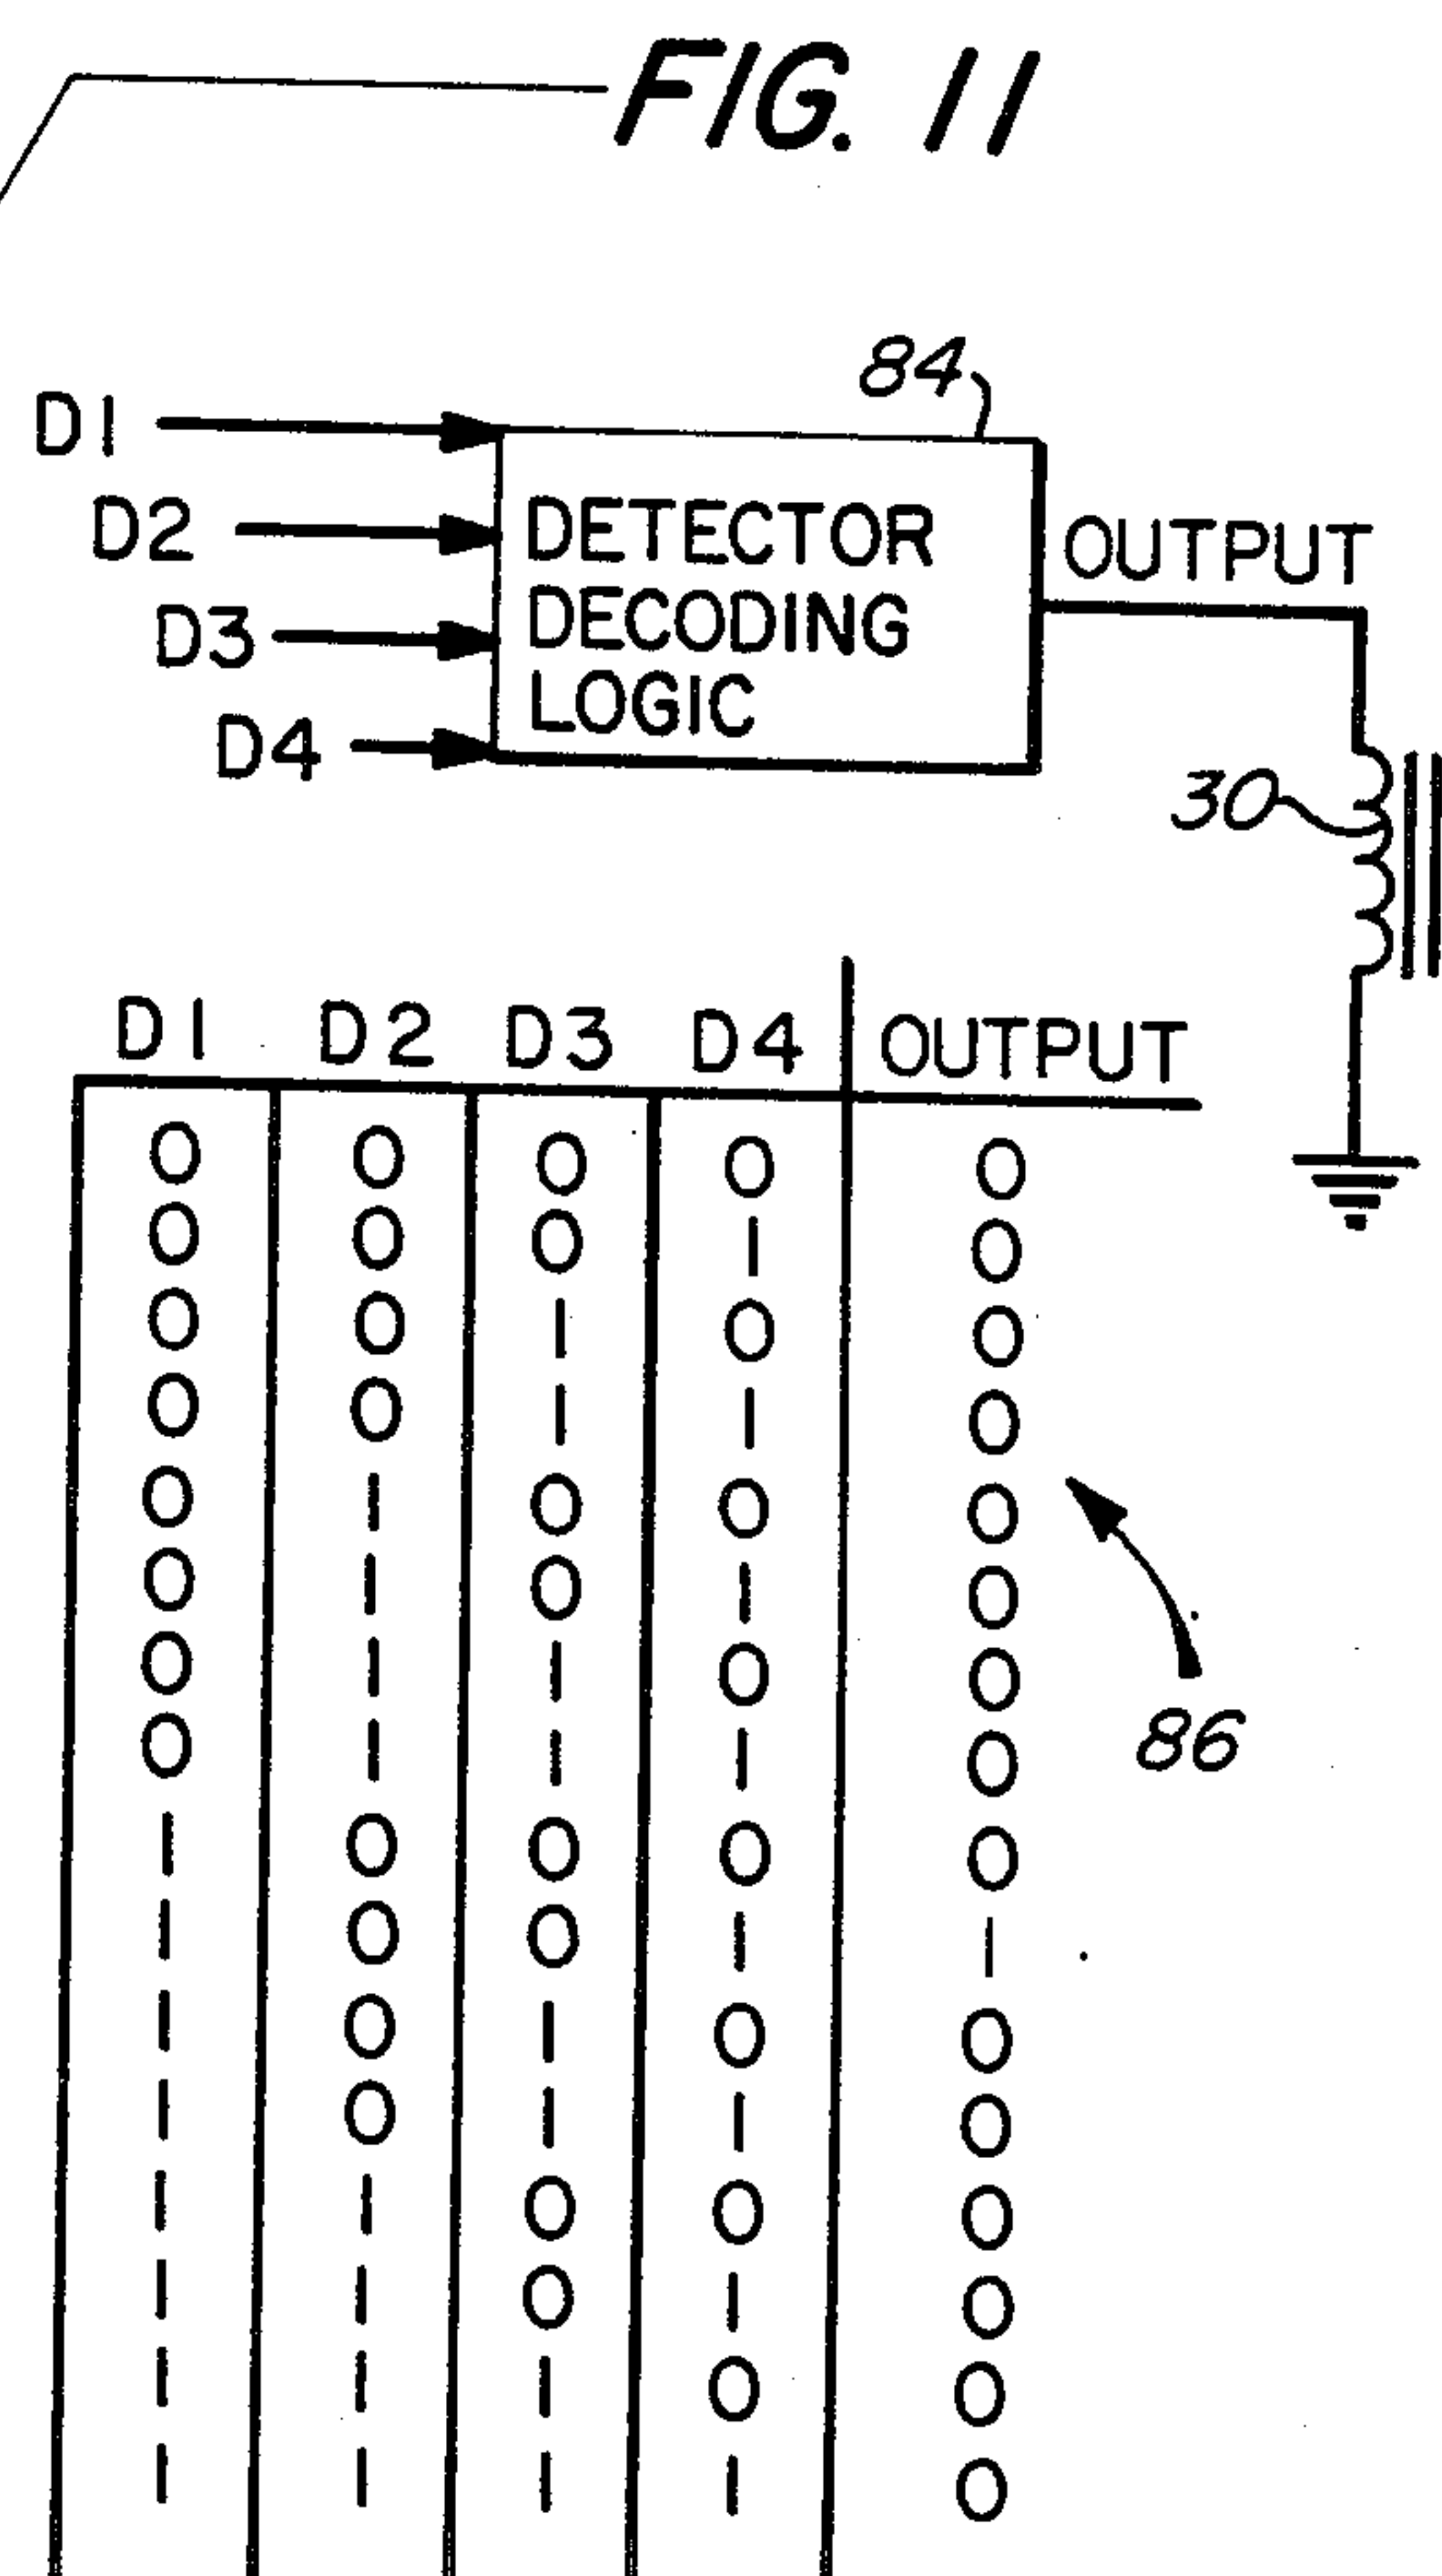 FIG. 11
84
D1
D2
D3
D4
DETECTOR
DECODING
LOGIC
OUTPUT
30
D1 D2 D3 D4 OUTPUT
0 0 0 0 0
0 0 0 1 0
0 0 1 0 0
0 0 1 1 0
0 1 0 0 0
0 1 0 1 0
0 1 1 0 0
0 1 1 1 0
1 0 0 0 0
1 0 0 1 1
1 0 1 0 0
1 0 1 1 0
1 1 0 0 0
1 1 0 1 0
1 1 1 0 0
1 1 1 1 0
86